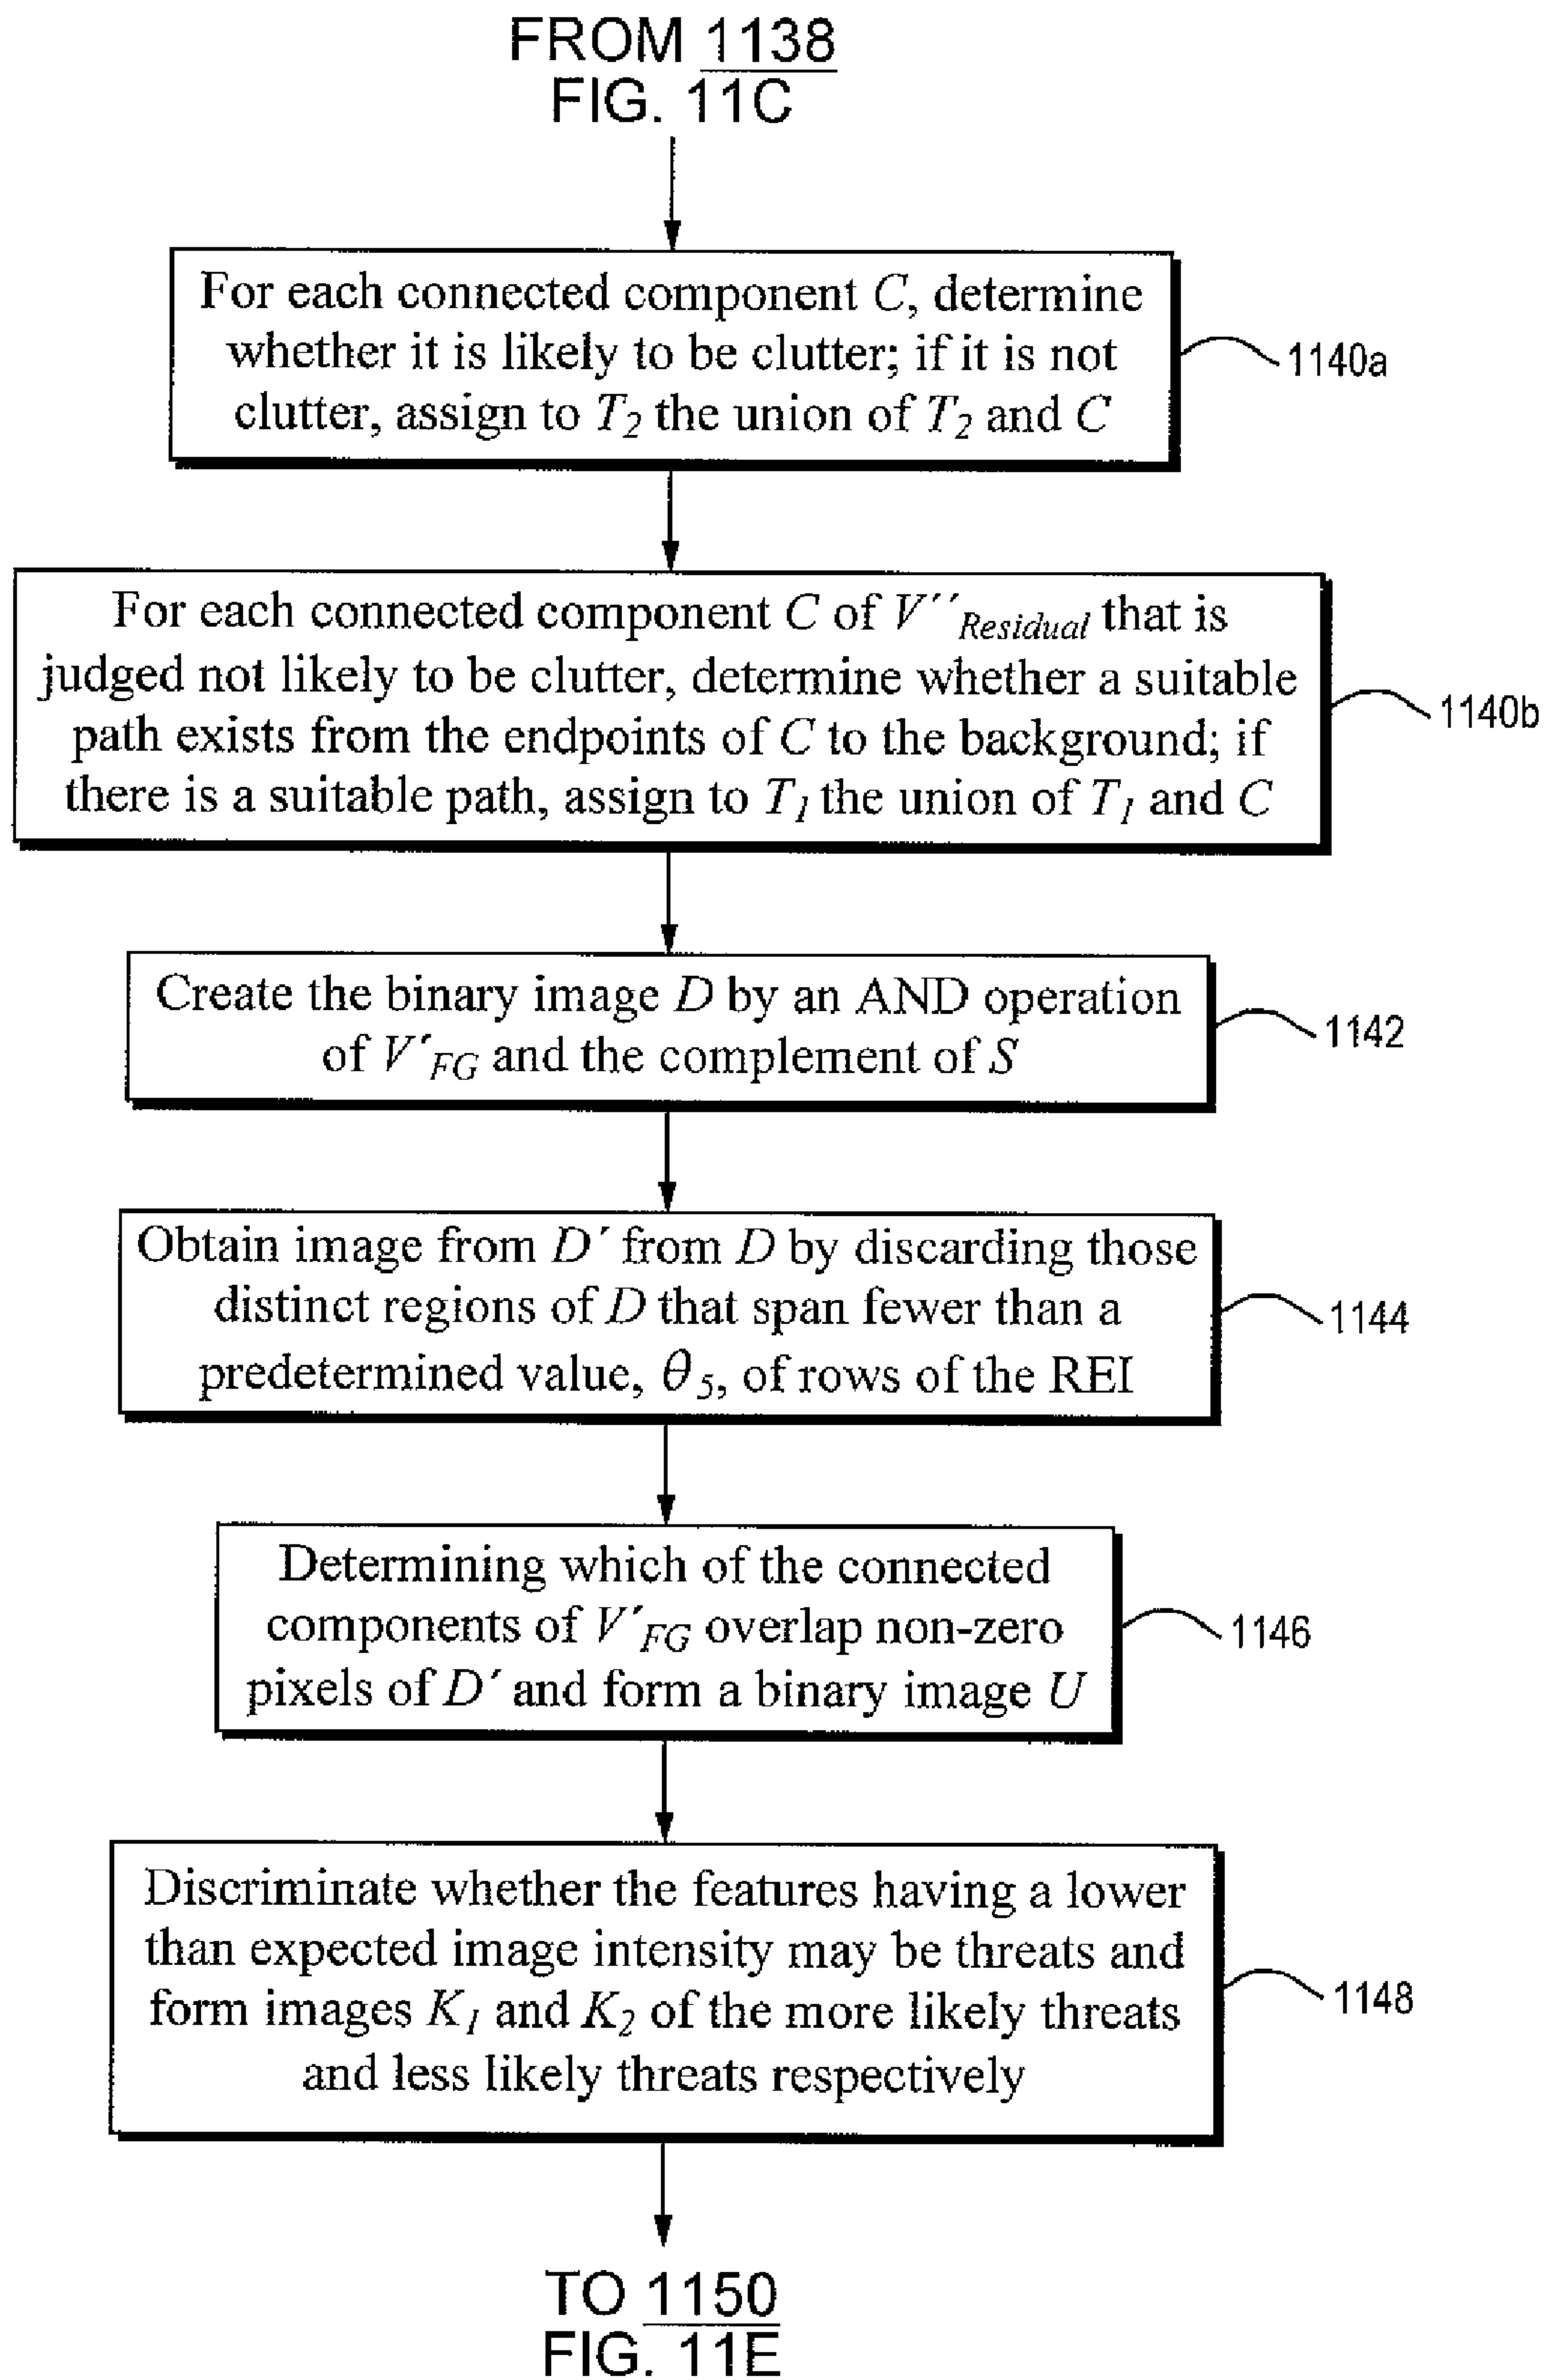 FROM 1138
FIG. 11C
For each connected component C, determine
whether it is likely to be clutter; if it is not
clutter, assign to T2 the union of T2 and C
1140a
For each connected component C of V´´Residual that is
judged not likely to be clutter, determine whether a suitable
path exists from the endpoints of C to the background; if
there is a suitable path, assign to T1 the union of T1 and C
1140b
Create the binary image D by an AND operation
of V´FG and the complement of S
1142
Obtain image from D´ from D by discarding those
distinct regions of D that span fewer than a
predetermined value, θ5, of rows of the REI
1144
Determining which of the connected
components of V´FG overlap non-zero
pixels of D´ and form a binary image U
1146
Discriminate whether the features having a lower
than expected image intensity may be threats and
form images K1 and K2 of the more likely threats
and less likely threats respectively
1148
TO 1150
FIG. 11E